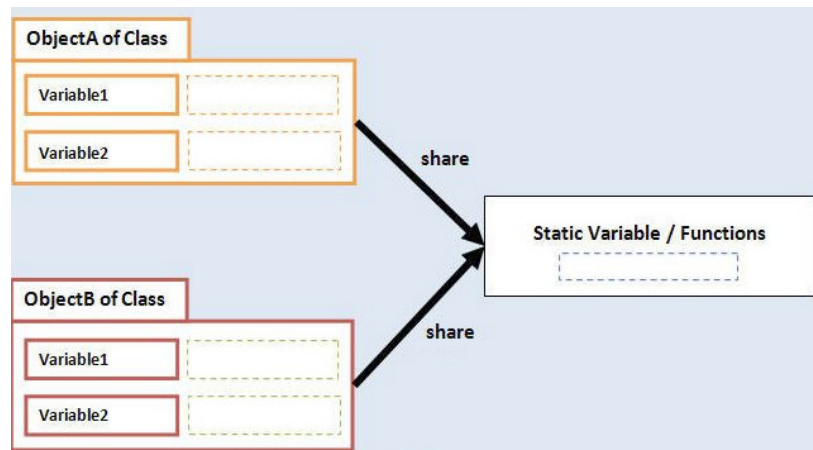 ObjectA of Class
Variable1
Variable2
share
Static Variable / Functions
ObjectB of Class
share
Variable1
Variable2